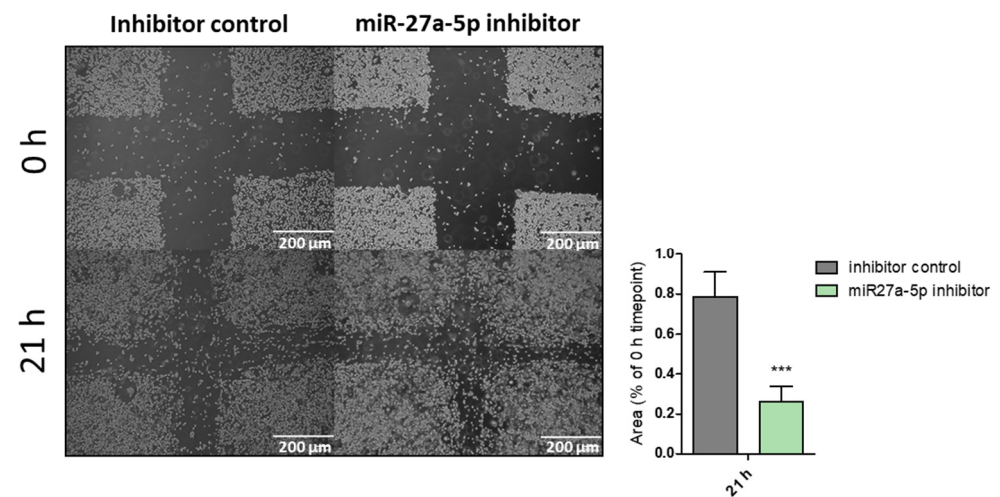 Inhibitor control
miR-27a-5p inhibitor
0 h
200 µm
200 µm
21 h
200 µm
200 µm
Area (% of 0 h timepoint)
1.0
0.8
0.6
0.4
0.2
0.0
***
21 h
inhibitor control
miR27a-5p inhibitor